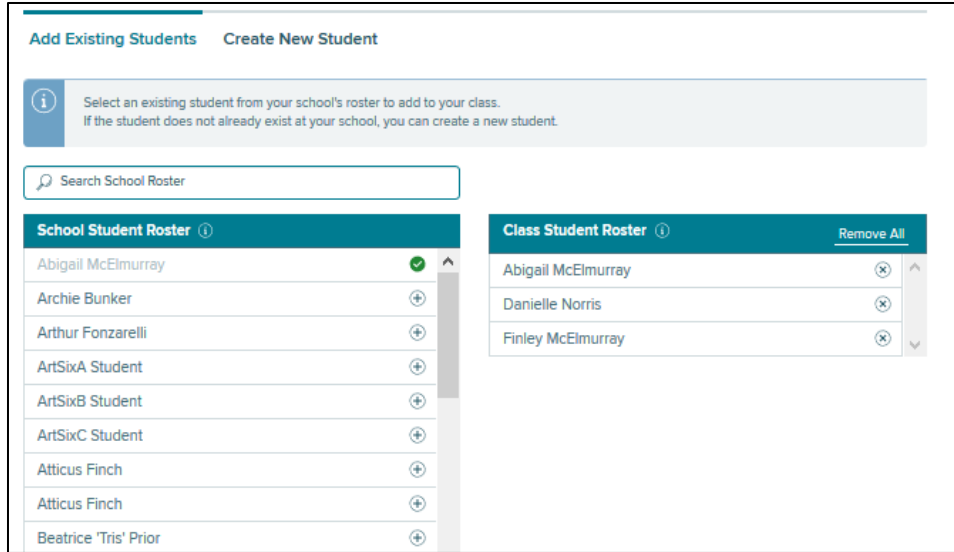 Add Existing Students Create New Student
Select an existing student from your school's roster to add to your class.
If the student does not already exist at your school, you can create a new student.
Search School Roster
School Student Roster
Abigail McElmurray
Archie Bunker
Arthur Fonzarelli
ArtSixA Student
ArtSixB Student
ArtSixC Student
Atticus Finch
Atticus Finch
Beatrice 'Tris' Prior
Class Student Roster Remove All
Abigail McElmurray
Danielle Norris
Finley McElmurray